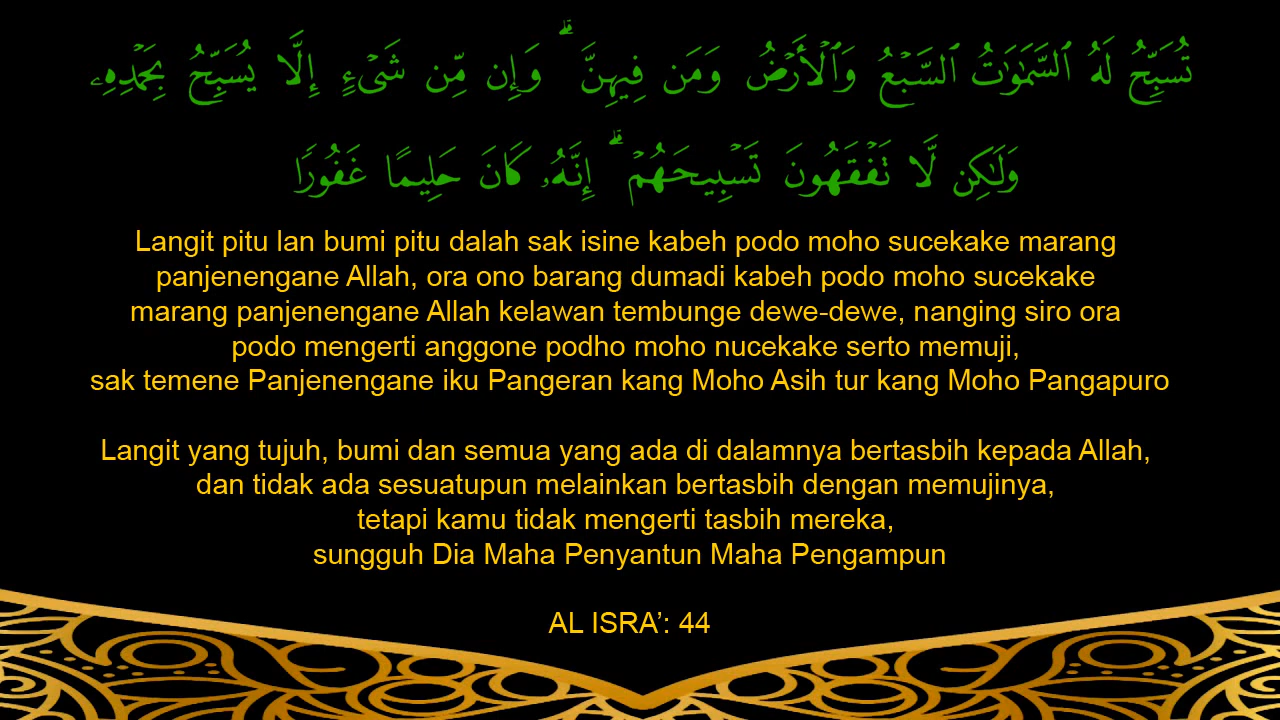 تُسَبِّحُ لَهُ ٱلسَّمَٰوَٰتُ ٱلسَّبْعُ وَٱلْأَرْضُ وَمَن فِيهِنَّ ۚ وَإِن مِّن شَىْءٍ إِلَّا يُسَبِّحُ بِحَمْدِهِۦ
وَلَٰكِن لَّا تَفْقَهُونَ تَسْبِيحَهُمْ ۗ إِنَّهُۥ كَانَ حَلِيمًا غَفُورًا
Langit pitu lan bumi pitu dalah sak isine kabeh podo moho sucekake marang
panjenengane Allah, ora ono barang dumadi kabeh podo moho sucekake
marang panjenengane Allah kelawan tembunge dewe-dewe, nanging siro ora
podo mengerti anggone podho moho nucekake serto memuji,
sak temene Panjenengane iku Pangeran kang Moho Asih tur kang Moho Pangapuro
Langit yang tujuh, bumi dan semua yang ada di dalamnya bertasbih kepada Allah,
dan tidak ada sesuatupun melainkan bertasbih dengan memujinya,
tetapi kamu tidak mengerti tasbih mereka,
sungguh Dia Maha Penyantun Maha Pengampun
AL ISRA’: 44